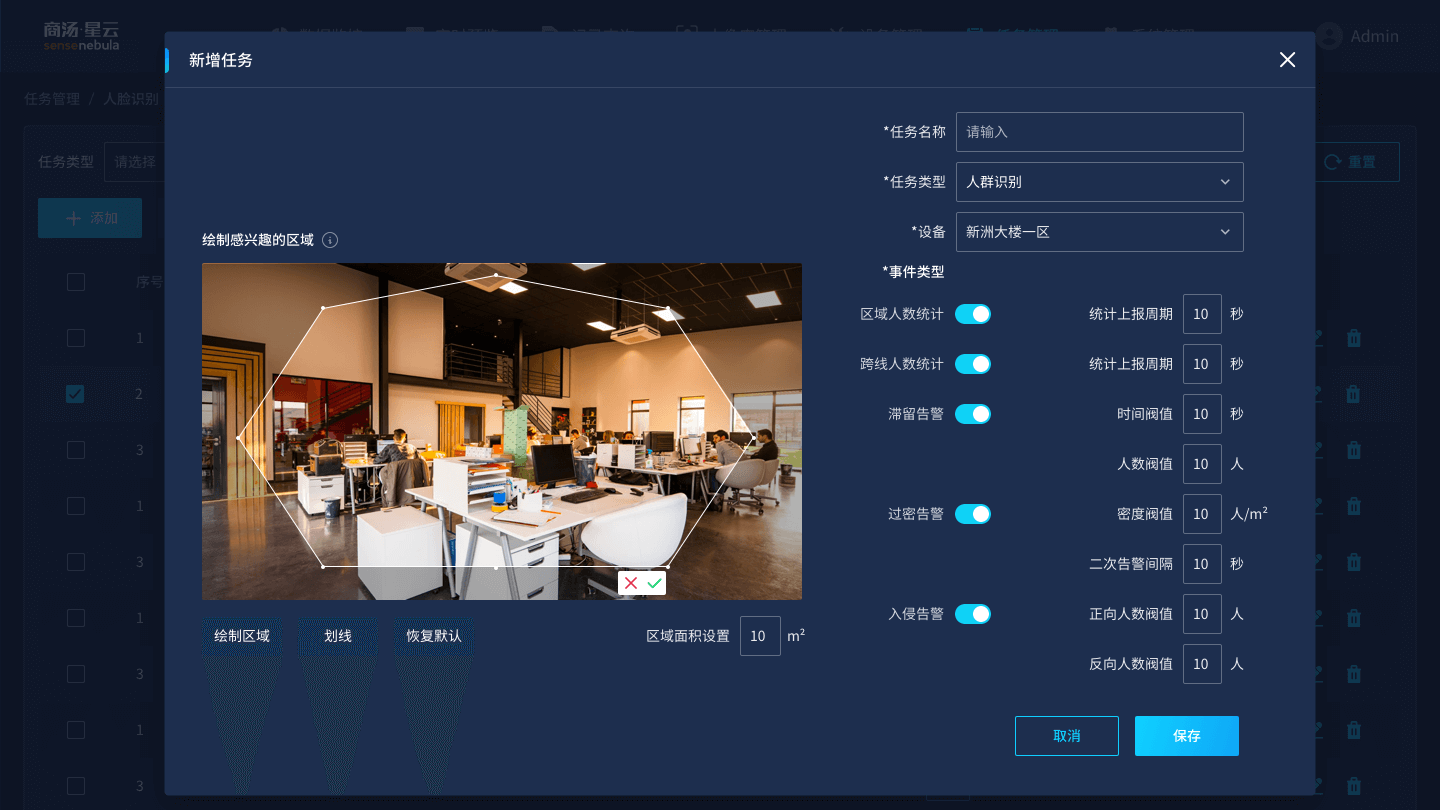 商汤·星云
sensenebula
任务管理
Admin
新增任务
任务管理 / 人脸识别
*任务名称 请输入
任务类型 请选择
*任务类型 人群识别
重置
添加
*设备 新洲大楼一区
绘制感兴趣的区域
*事件类型
序号
区域人数统计 统计上报周期 10 秒
1
跨线人数统计 统计上报周期 10 秒
2
滞留告警 时间阀值 10 秒
3
人数阀值 10 人
1
过密告警 密度阀值 10 人/m²
3
二次告警间隔 10 秒
1
入侵告警 正向人数阀值 10 人
绘制区域 划线 恢复默认 区域面积设置 10 m²
3
反向人数阀值 10 人
1
取消 保存
3